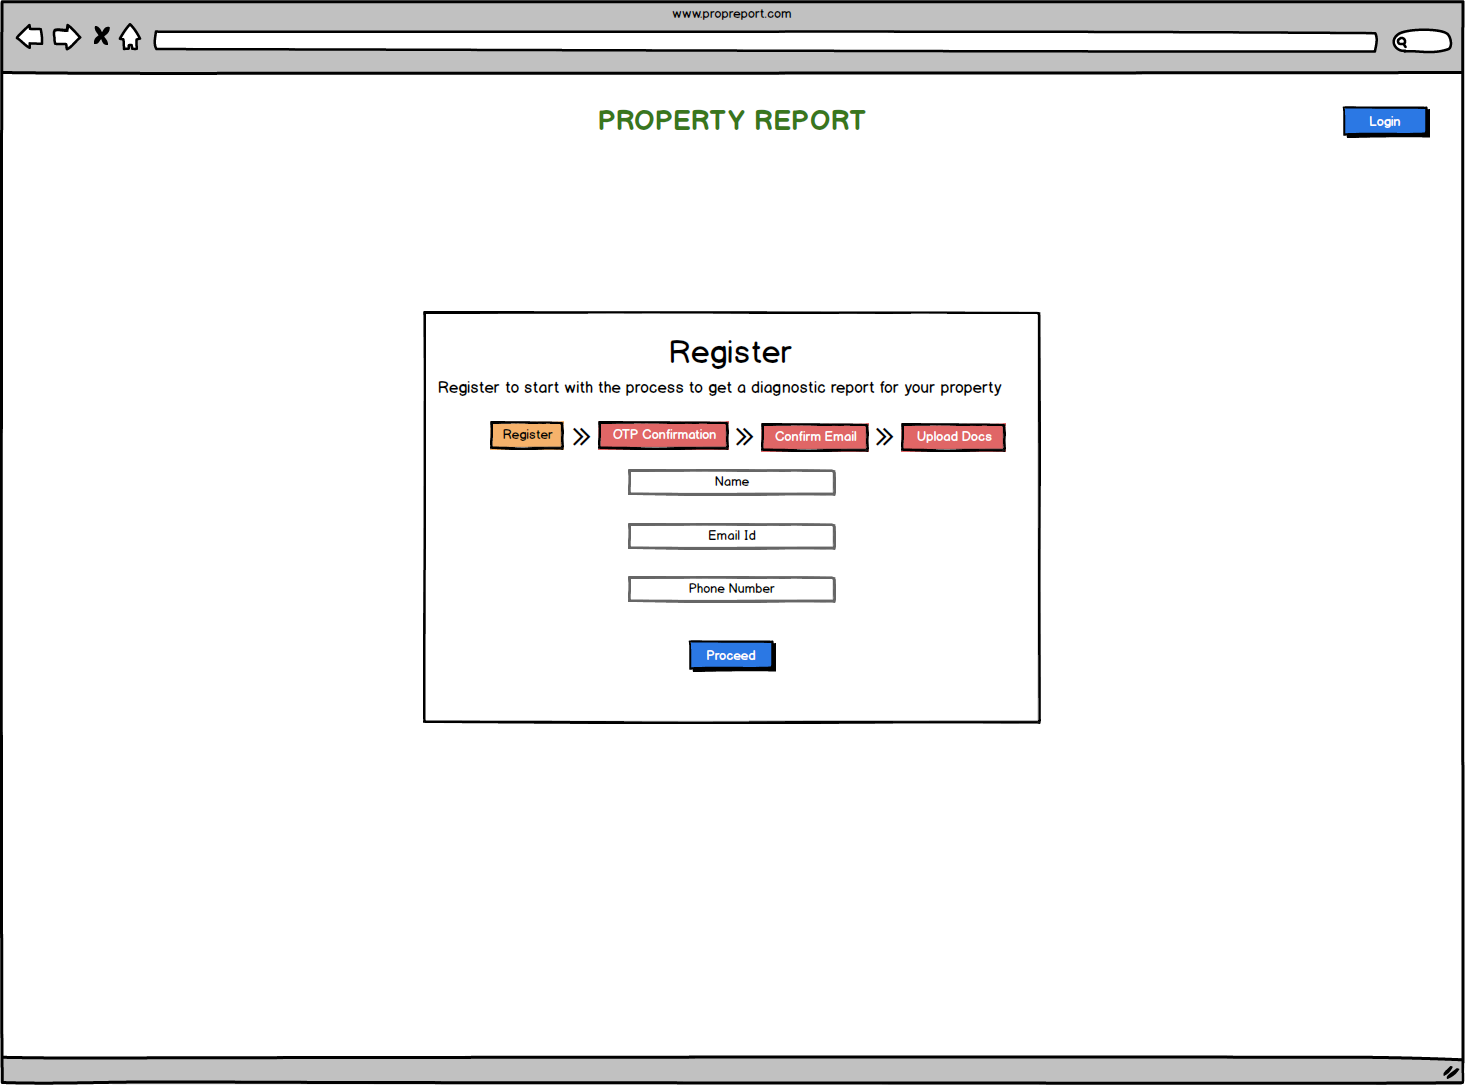 www.propreport.com
PROPERTY REPORT
Login
Register
Register to start with the process to get a diagnostic report for your property
Register
OTP Confirmation
Confirm Email
Upload Docs
Name
Email Id
Phone Number
Proceed